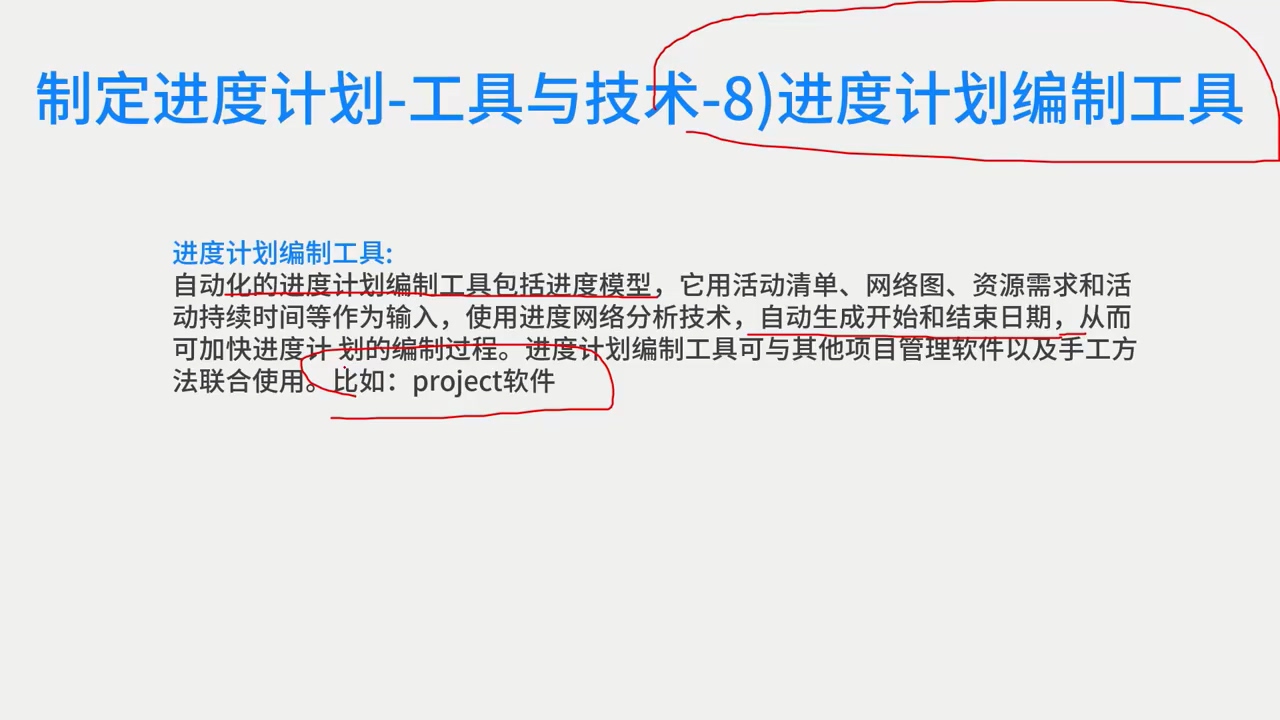 制定进度计划-工具与技术-8)进度计划编制工具
进度计划编制工具:
自动化的进度计划编制工具包括进度模型，它用活动清单、网络图、资源需求和活
动持续时间等作为输入，使用进度网络分析技术，自动生成开始和结束日期，从而
可加快进度计 划的编制过程。进度计划编制工具可与其他项目管理软件以及手工方
法联合使用。比如：project软件